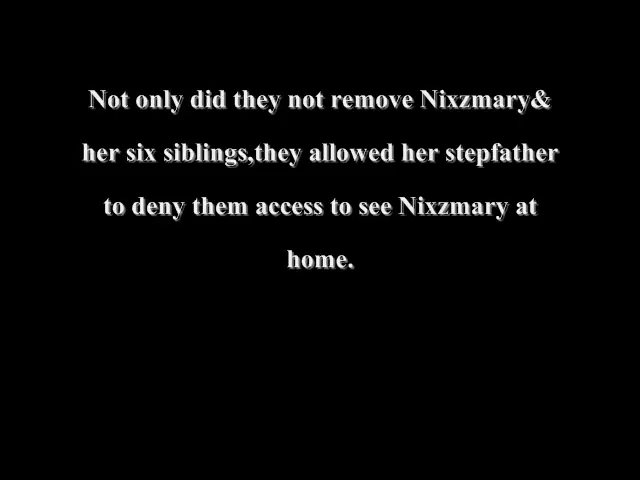 Not only did they not remove Nixzmary&
her six siblings,they allowed her stepfather
to deny them access to see Nixzmary at
home.